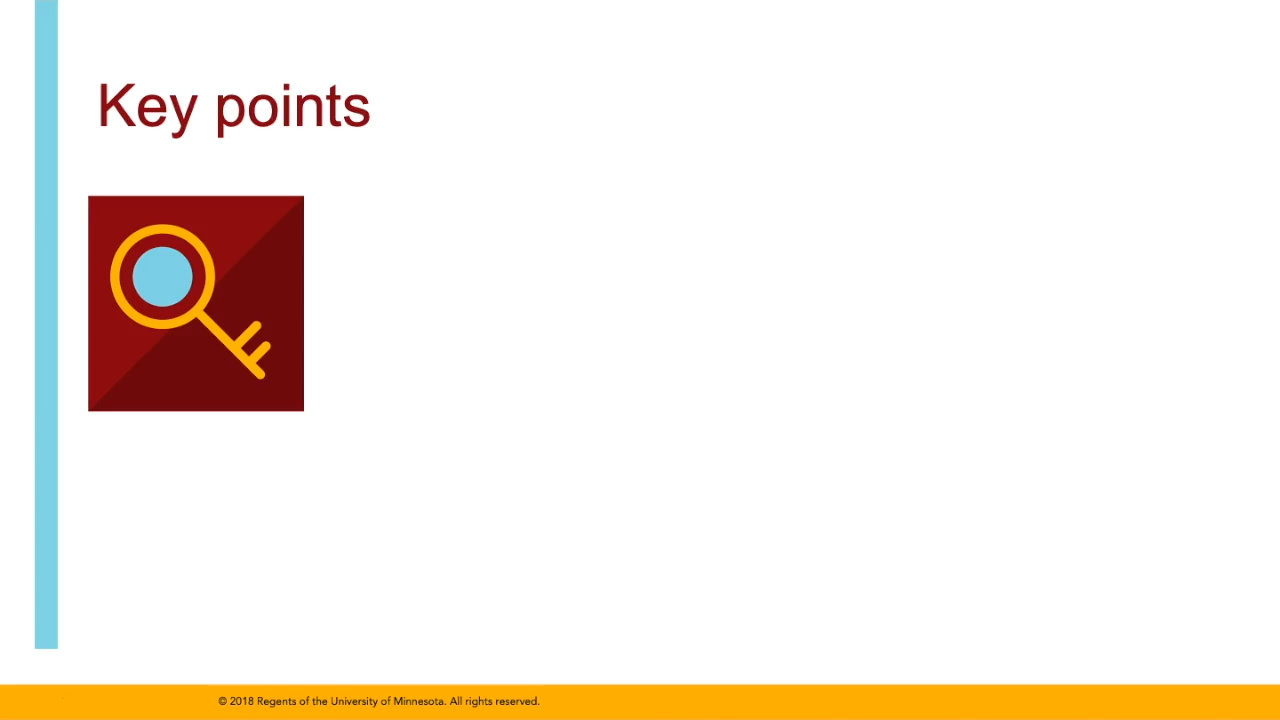 Key points
© 2018 Regents of the University of Minnesota. All rights reserved.